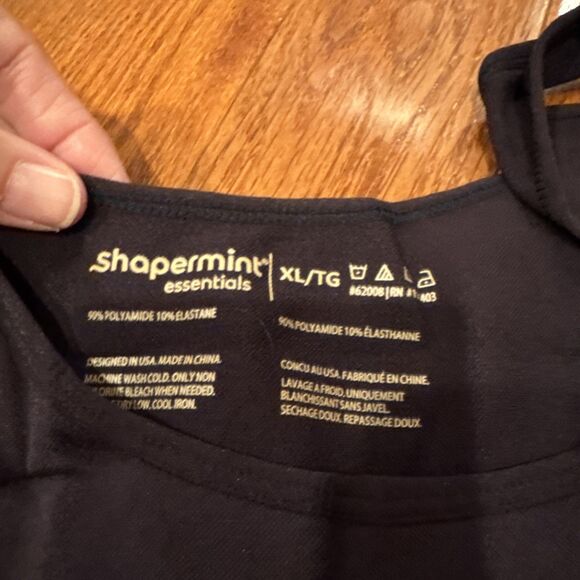 shapermint
essentials
XL/TG
#62008 | RN
90% POLYAMIDE 10% ELASTANE
DESIGNED IN USA. MADE IN CHINA.
MACHINE WASH COLD. ONLY NON
BLEACH WHEN NEEDED.
LOW, COOL IRON.
90% POLYAMIDE 10% ÉLASTHANNE
CONCU AU USA. FABRIQUÉ EN CHINE.
LAVAGE A FROID, UNIQUEMENT
BLANCHISSANT SANS JAVEL.
SECHAGE DOUX, REPASSAGE DOUX.